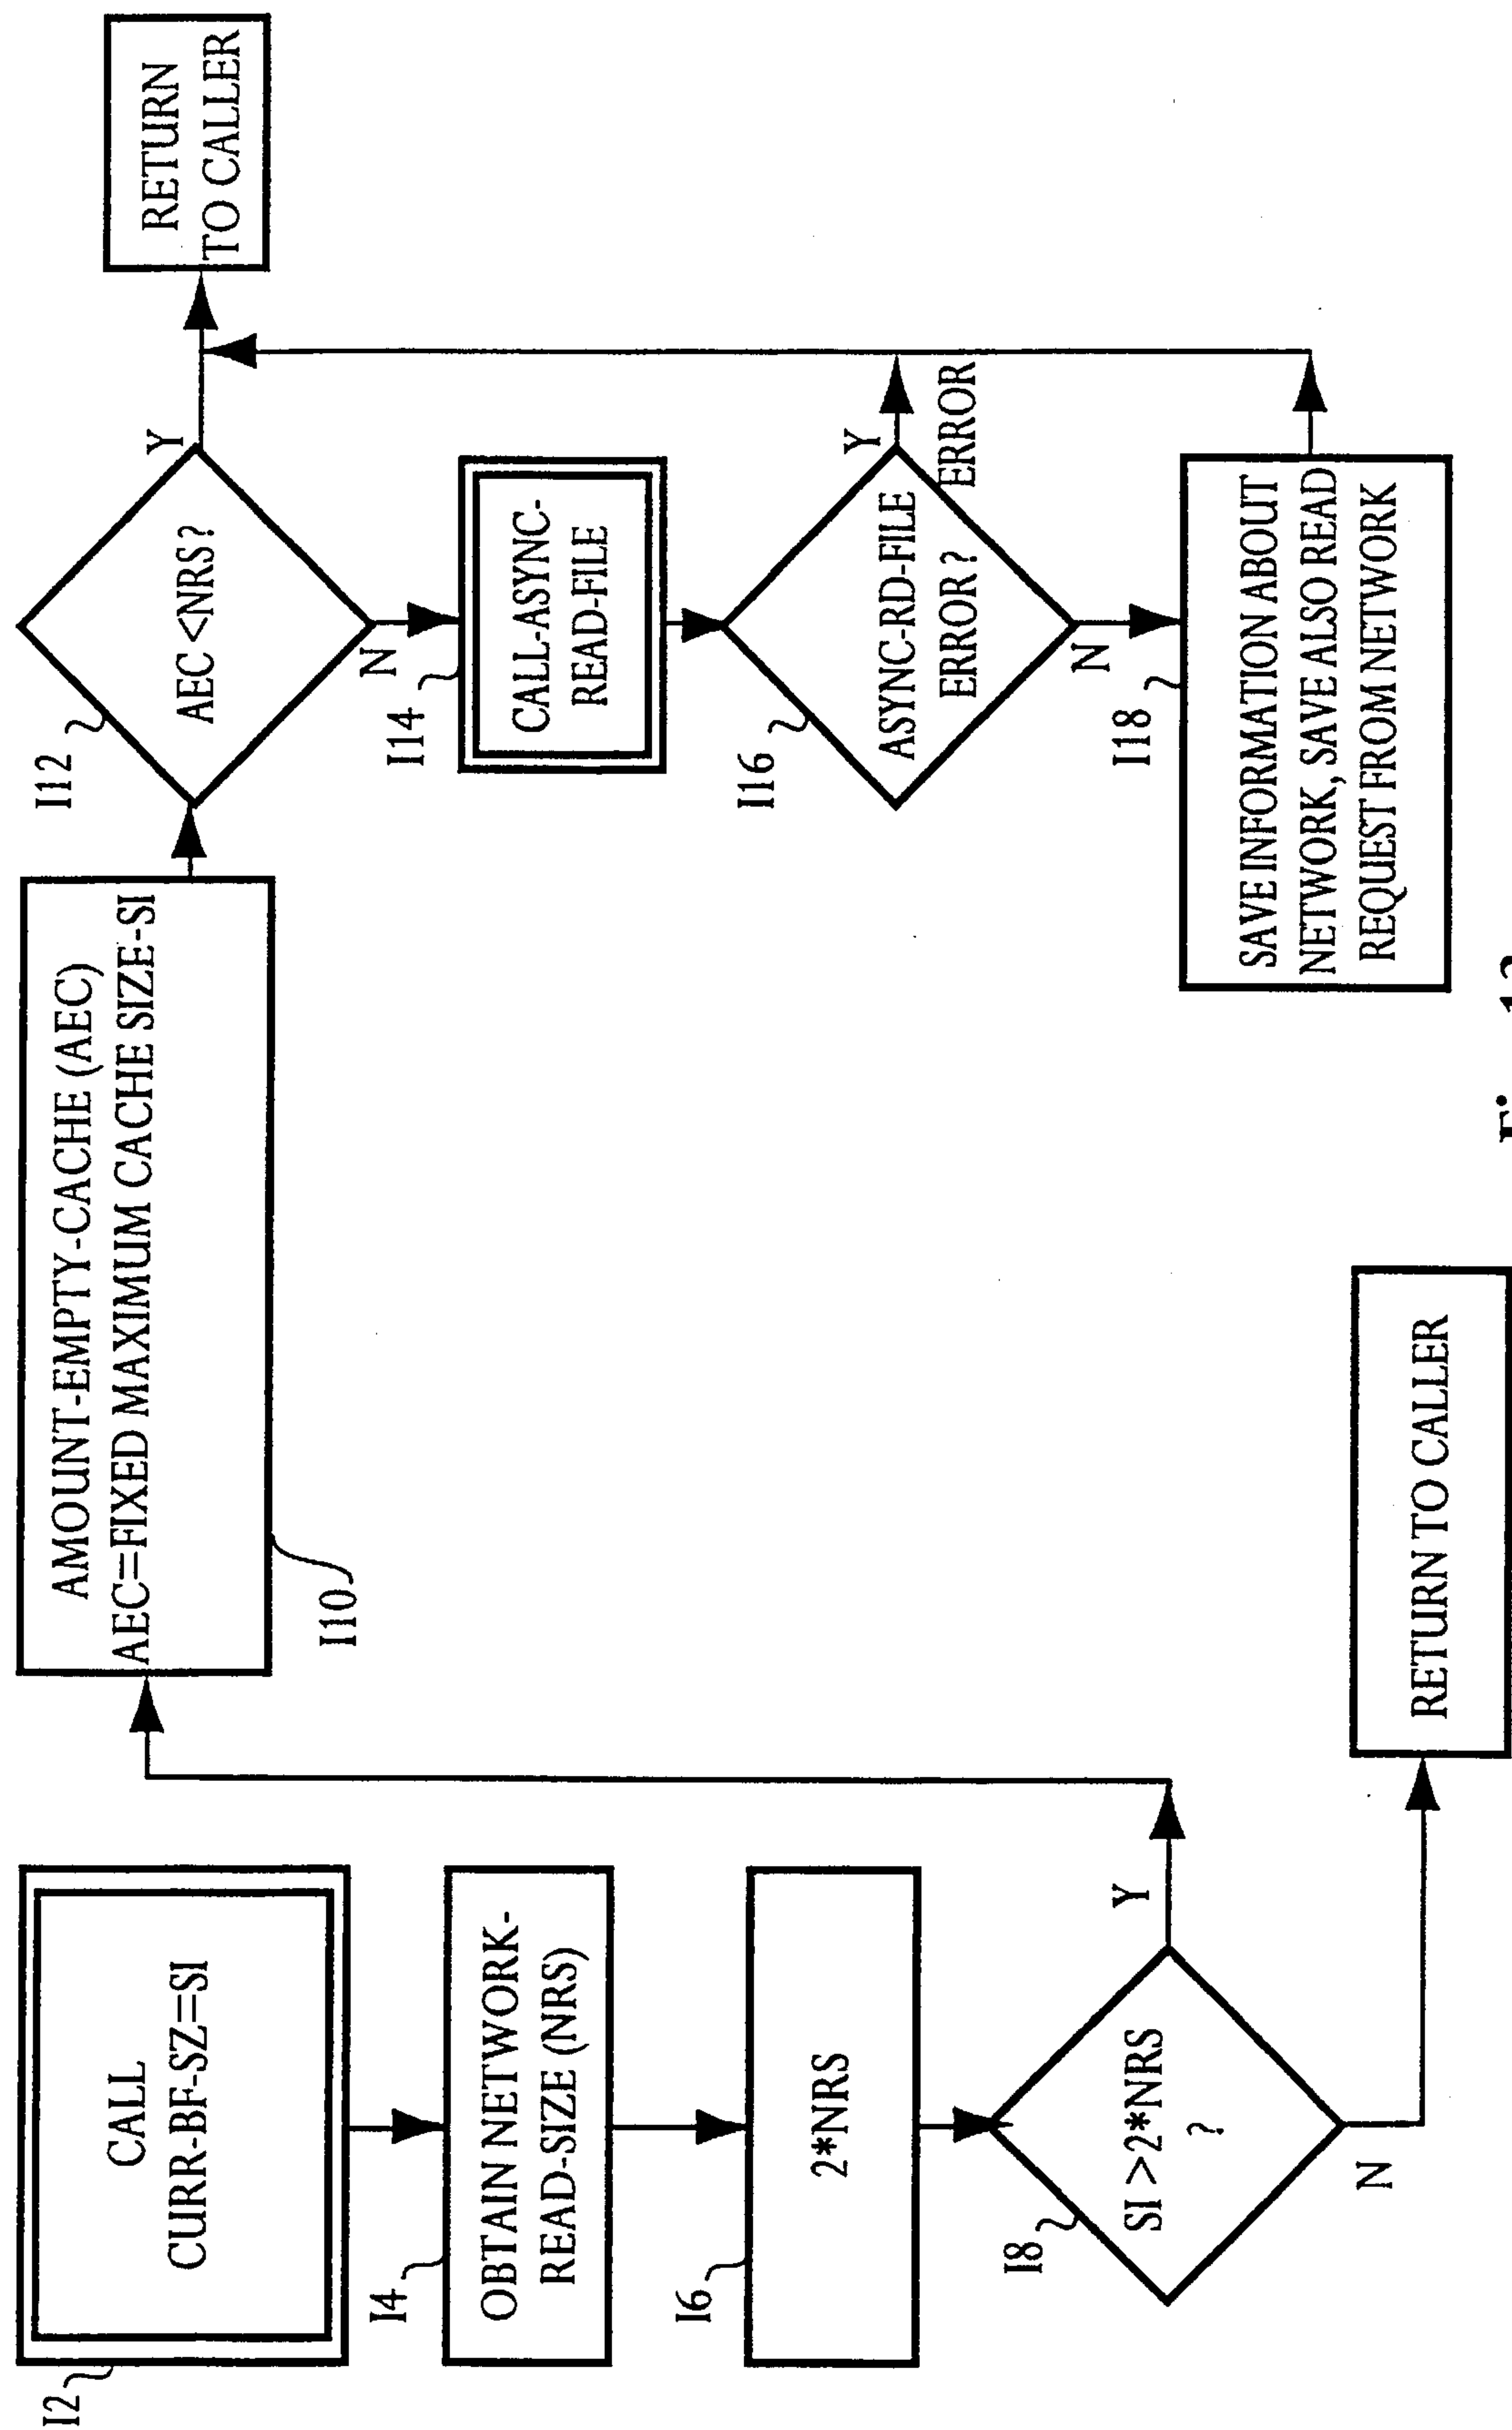 I2
CALL
CURR-BF-SZ=SI
I4
OBTAIN NETWORK-
READ-SIZE (NRS)
I6
2*NRS
I8
SI >2*NRS
?
Y
N
RETURN TO CALLER
AMOUNT-EMPTY-CACHE (AEC)
AEC=FIXED MAXIMUM CACHE SIZE-SI
I10
I12
AEC <NRS?
Y
N
RETURN
TO CALLER
I14
CALL-ASYNC-
READ-FILE
I16
ASYNC-RD-FILE
ERROR?
Y
ERROR
N
I18
SAVE INFORMATION ABOUT
NETWORK, SAVE ALSO READ
REQUEST FROM NETWORK